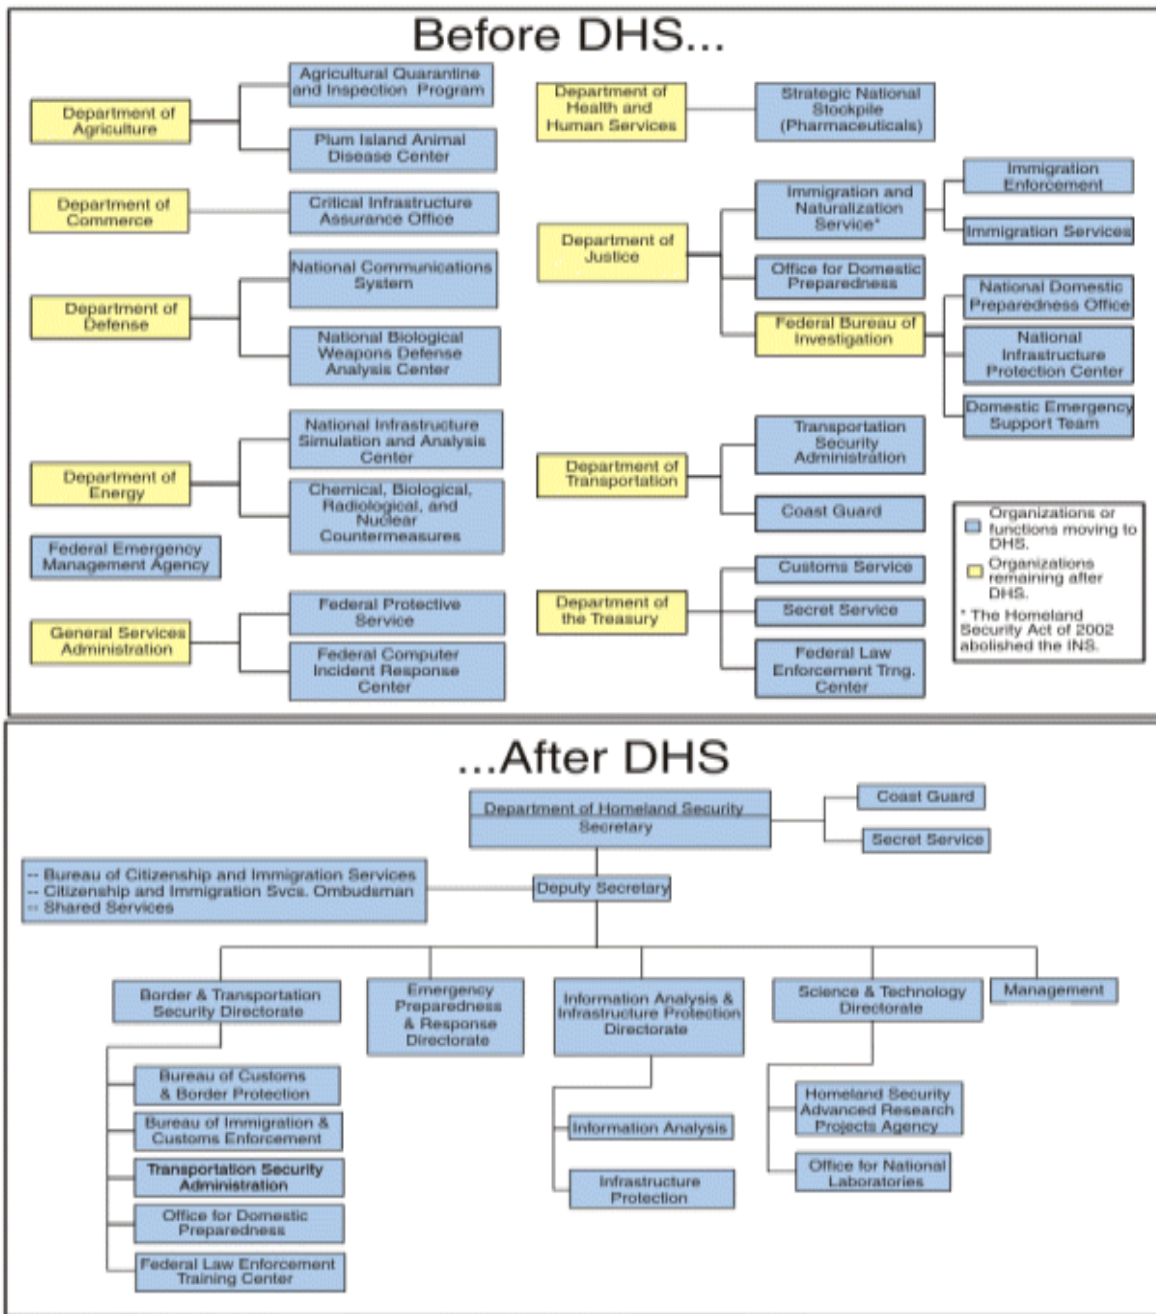 Before DHS...
Department of
Agriculture
Agricultural Quarantine
and Inspection Program
Plum Island Animal
Disease Center
Department of
Commerce
Critical Infrastructure
Assurance Office
Department of
Defense
National Communications
System
National Biological
Weapons Defense
Analysis Center
Department of
Energy
National Infrastructure
Simulation and Analysis
Center
Chemical, Biological,
Radiological, and
Nuclear
Countermeasures
Federal Emergency
Management Agency
General Services
Administration
Federal Protective
Service
Federal Computer
Incident Response
Center
Department of
Health and
Human Services
Strategic National
Stockpile
(Pharmaceuticals)
Department of
Justice
Immigration and
Naturalization
Service*
Immigration
Enforcement
Immigration Services
Office for Domestic
Preparedness
Federal Bureau of
Investigation
National Domestic
Preparedness Office
National
Infrastructure
Protection Center
Domestic Emergency
Support Team
Department of
Transportation
Transportation
Security
Administration
Coast Guard
Department of
the Treasury
Customs Service
Secret Service
Federal Law
Enforcement Trng.
Center
Organizations or
functions moving to
DHS.
Organizations
remaining after
DHS.
* The Homeland
Security Act of 2002
abolished the INS.
...After DHS
Department of Homeland Security
Secretary
Coast Guard
Secret Service
-- Bureau of Citizenship and Immigration Services
-- Citizenship and Immigration Svcs. Ombudsman
-- Shared Services
Deputy Secretary
Border & Transportation
Security Directorate
Bureau of Customs
& Border Protection
Bureau of Immigration &
Customs Enforcement
Transportation Security
Administration
Office for Domestic
Preparedness
Federal Law Enforcement
Training Center
Emergency
Preparedness
& Response
Directorate
Information Analysis &
Infrastructure Protection
Directorate
Information Analysis
Infrastructure
Protection
Science & Technology
Directorate
Homeland Security
Advanced Research
Projects Agency
Office for National
Laboratories
Management